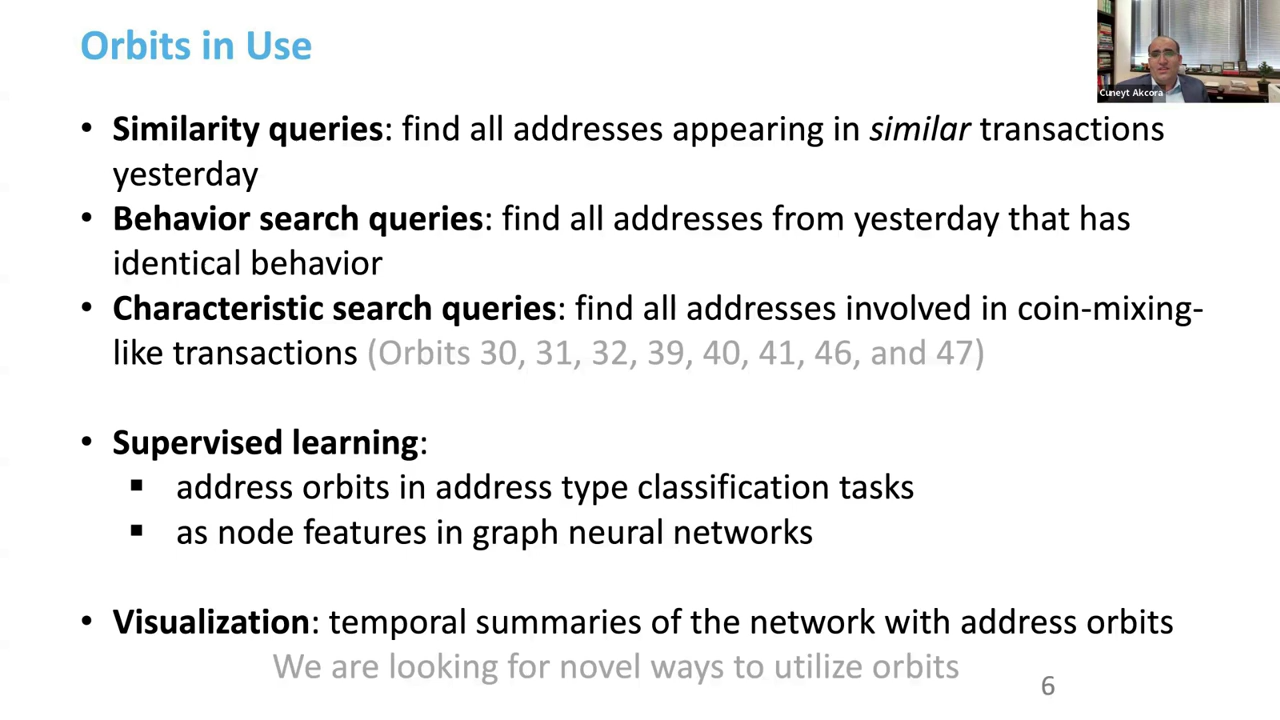 Orbits in Use
Cuneyt Akcora
• Similarity queries: find all addresses appearing in similar transactions
yesterday
• Behavior search queries: find all addresses from yesterday that has
identical behavior
• Characteristic search queries: find all addresses involved in coin-mixing-
like transactions (Orbits 30, 31, 32, 39, 40, 41, 46, and 47)
• Supervised learning:
▪ address orbits in address type classification tasks
▪ as node features in graph neural networks
• Visualization: temporal summaries of the network with address orbits
We are looking for novel ways to utilize orbits
6